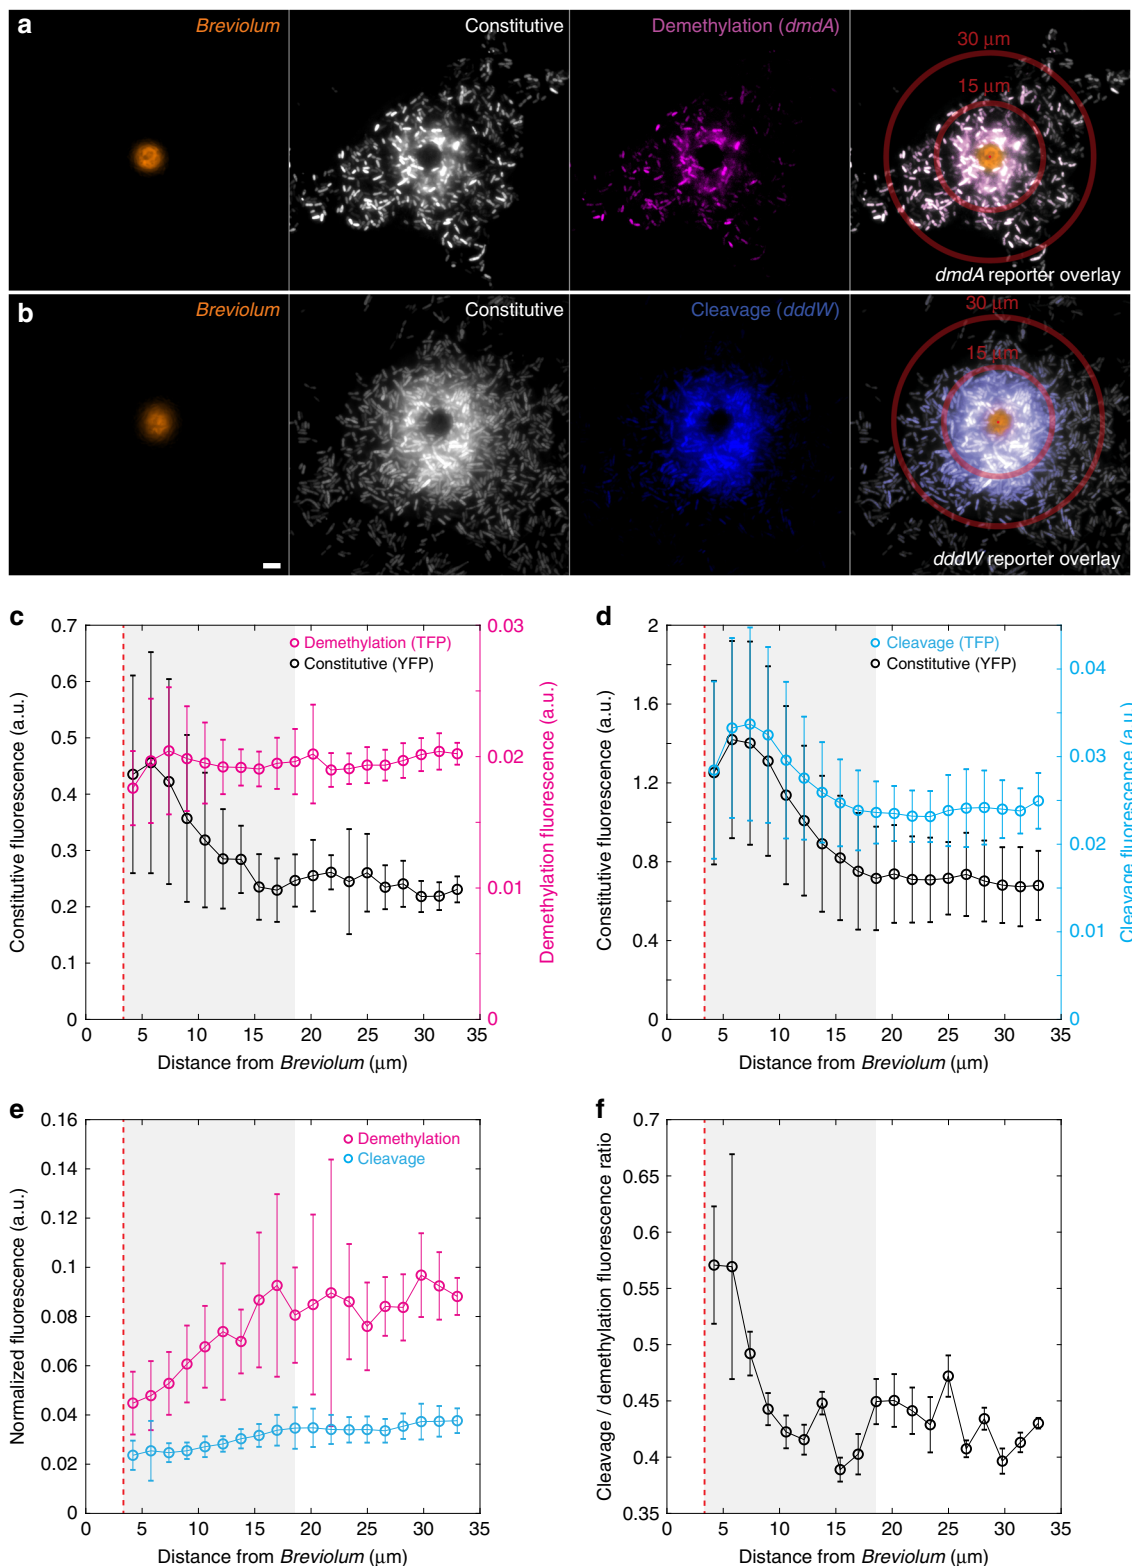 a
Breviolum
Constitutive
Demethylation (dmdA)
30 μm
15 μm
dmdA reporter overlay
b
Breviolum
Constitutive
Cleavage (dddW)
30 μm
15 μm
dddW reporter overlay
c
Constitutive fluorescence (a.u.)
0.7
0.6
0.5
0.4
0.3
0.2
0.1
0
Demethylation (TFP)
Constitutive (YFP)
0.03
0.02
0.01
0
Demethylation fluorescence (a.u.)
0 5 10 15 20 25 30 35
Distance from Breviolum (μm)
d
Constitutive fluorescence (a.u.)
2
1.6
1.2
0.8
0.4
0
Cleavage (TFP)
Constitutive (YFP)
0.04
0.03
0.02
0.01
0
Cleavage fluorescence (a.u.)
0 5 10 15 20 25 30 35
Distance from Breviolum (μm)
e
Normalized fluorescence (a.u.)
0.16
0.14
0.12
0.1
0.08
0.06
0.04
0.02
0
Demethylation
Cleavage
0 5 10 15 20 25 30 35
Distance from Breviolum (μm)
f
Cleavage / demethylation fluorescence ratio
0.7
0.65
0.6
0.55
0.5
0.45
0.4
0.35
0 5 10 15 20 25 30 35
Distance from Breviolum (μm)